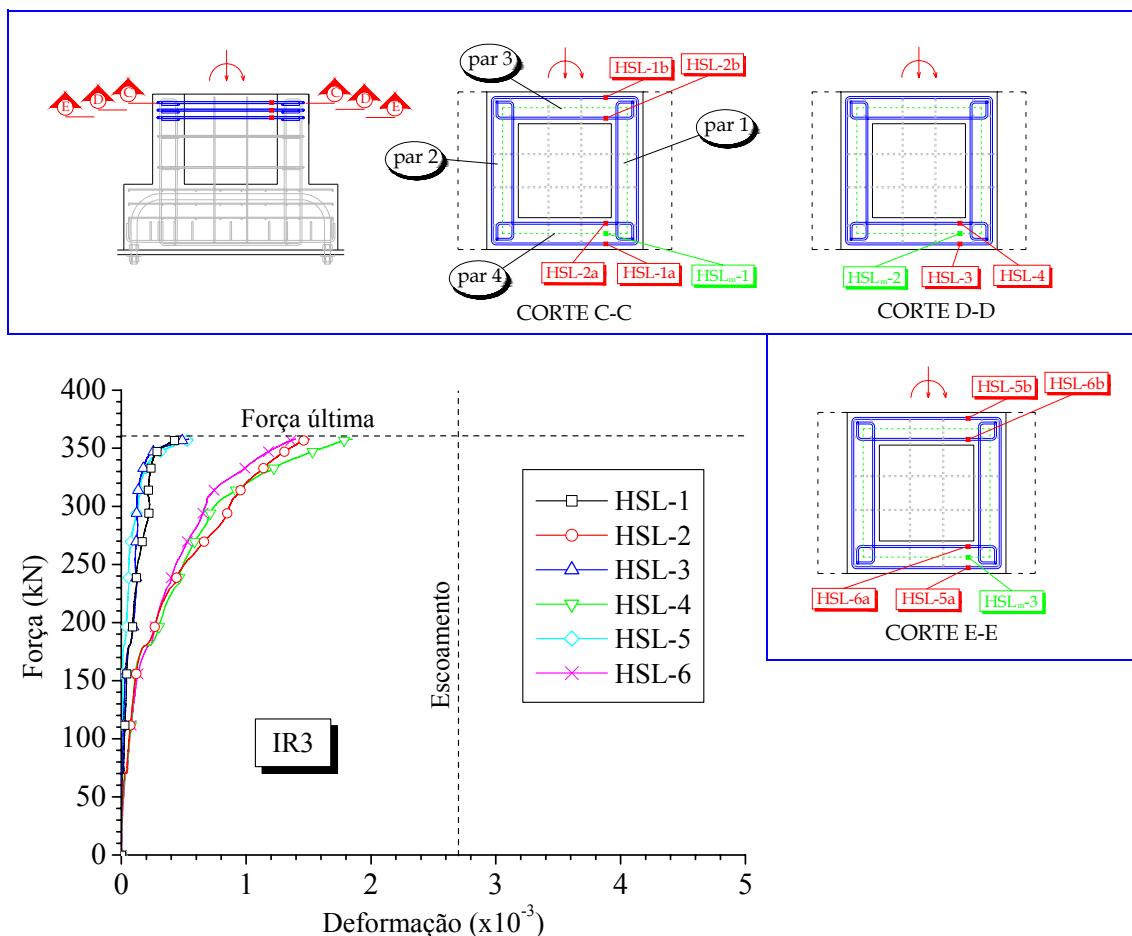 par 3
HSL-1b
HSL-2b
E D C C D E
par 1
par 2
par 4
HSL-2a
HSL-1a
HSLm-1
CORTE C-C
HSLm-2
HSL-3
HSL-4
CORTE D-D
HSL-5b
HSL-6b
HSL-6a
HSL-5a
HSLm-3
CORTE E-E
400
350
300
250
200
150
100
50
0
Força (kN)
Força última
Escoamento
HSL-1
HSL-2
HSL-3
HSL-4
HSL-5
HSL-6
IR3
0 1 2 3 4 5
Deformação (x10⁻³)